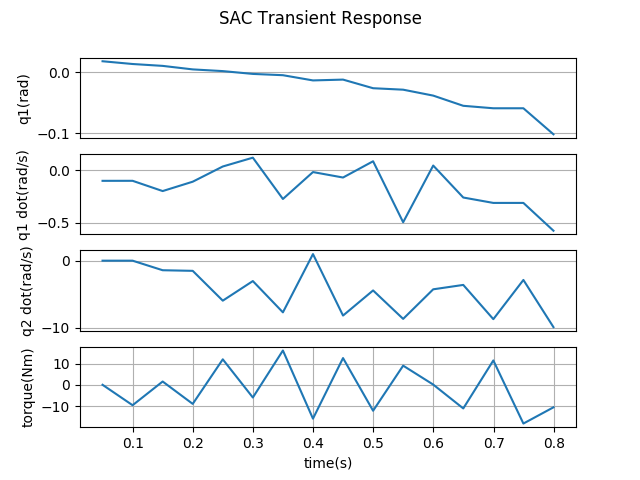 SAC Transient Response
0.0
−0.1
q1(rad)
0.0
−0.5
q1 dot(rad/s)
0
−10
q2 dot(rad/s)
10
0
−10
torque(Nm)
0.1 0.2 0.3 0.4 0.5 0.6 0.7 0.8
time(s)